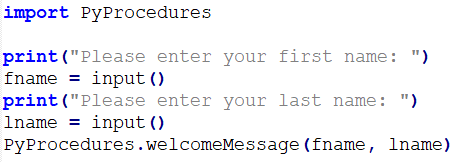 import PyProcedures
print("Please enter your first name: ")
fname = input()
print("Please enter your last name: ")
lname = input()
PyProcedures.welcomeMessage(fname, lname)